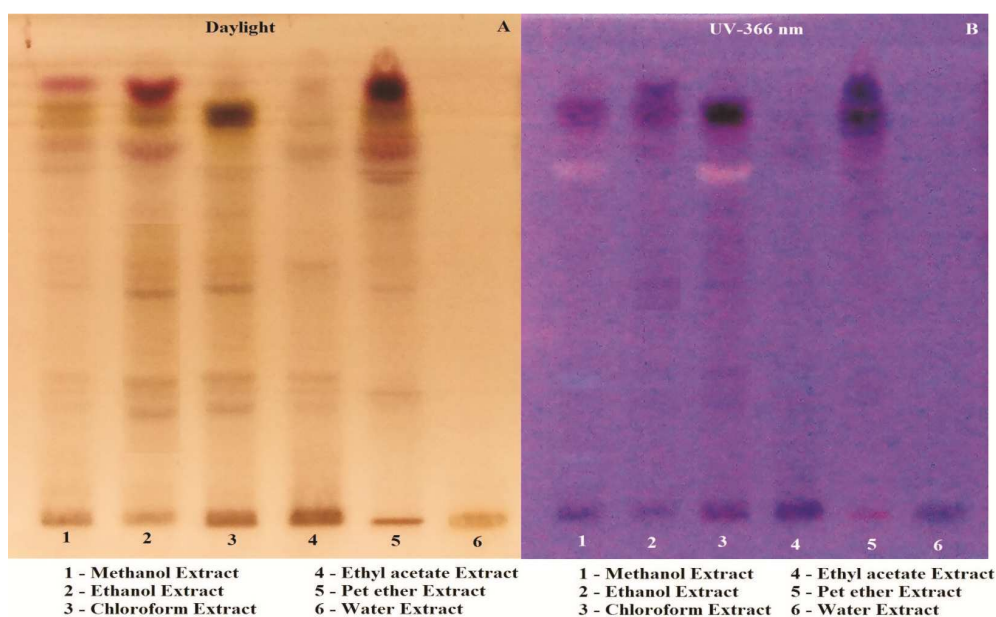 Daylight A
1 2 3 4 5 6
1 - Methanol Extract 4 - Ethyl acetate Extract
2 - Ethanol Extract 5 - Pet ether Extract
3 - Chloroform Extract 6 - Water Extract
UV-366 nm B
1 2 3 4 5 6
1 - Methanol Extract 4 - Ethyl acetate Extract
2 - Ethanol Extract 5 - Pet ether Extract
3 - Chloroform Extract 6 - Water Extract